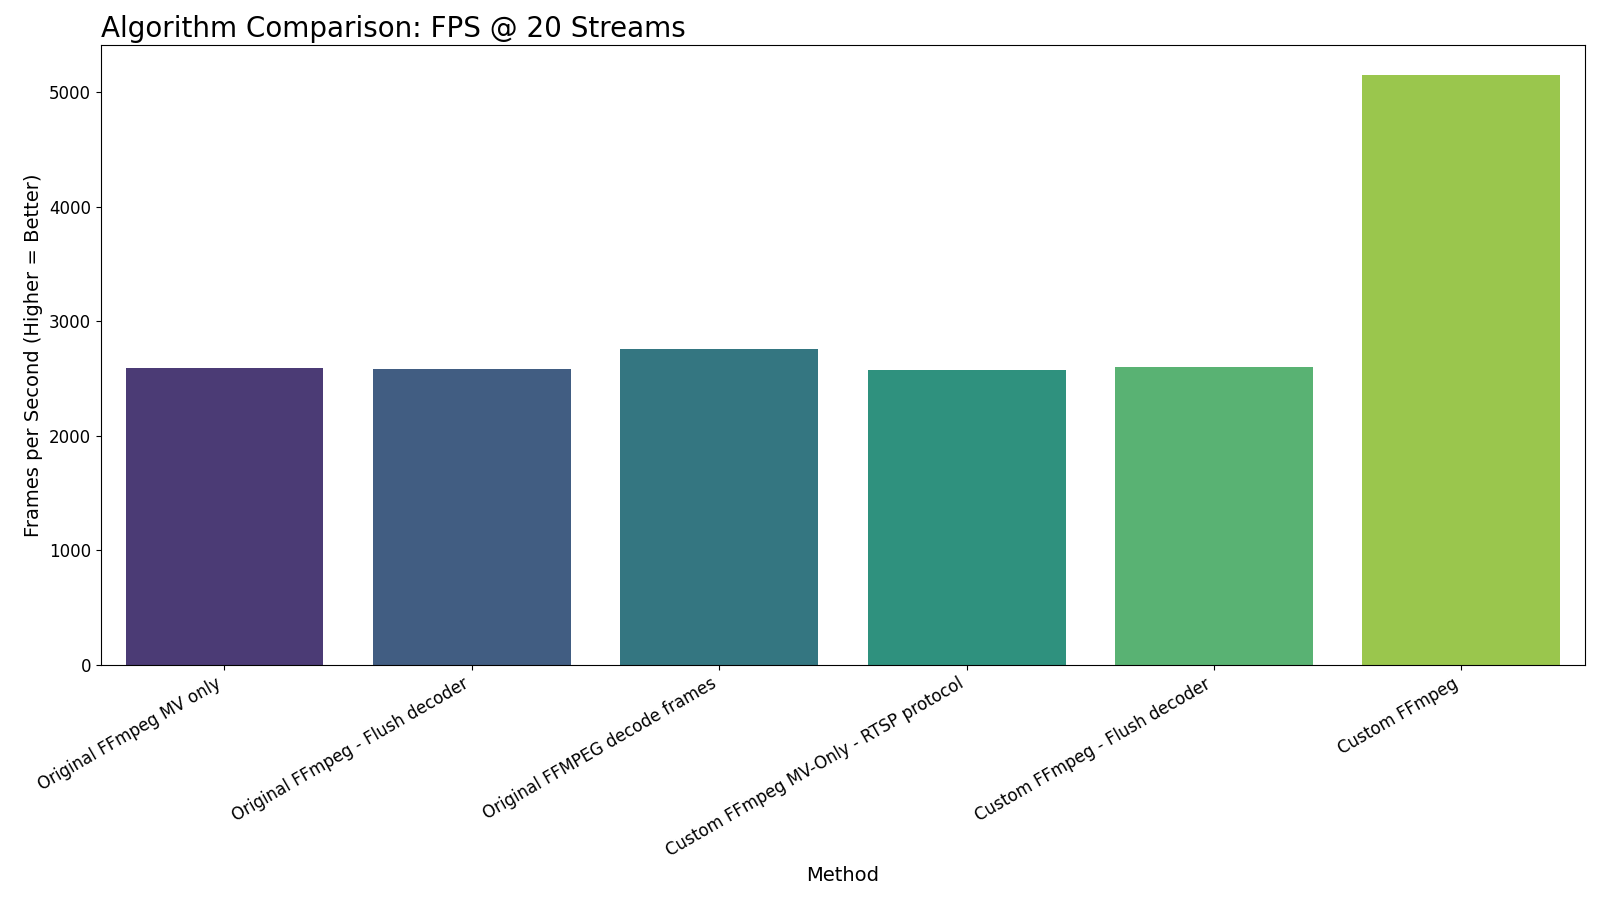 Algorithm Comparison: FPS @ 20 Streams
Frames per Second (Higher = Better)
5000
4000
3000
2000
1000
0
Original FFmpeg MV only
Original FFmpeg - Flush decoder
Original FFMPEG decode frames
Custom FFmpeg MV-Only - RTSP protocol
Custom FFmpeg - Flush decoder
Custom FFmpeg
Method